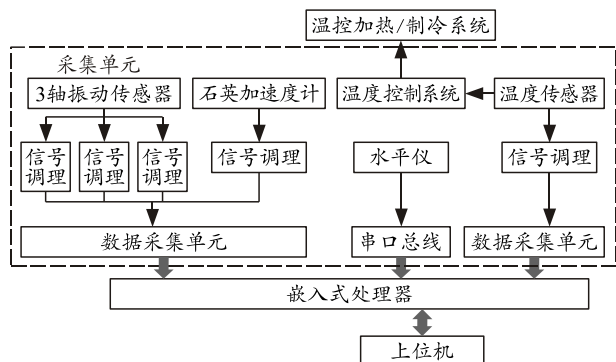 温控加热/制冷系统
采集单元
3轴振动传感器
石英加速度计
温度控制系统
温度传感器
信号
调理
信号
调理
信号
调理
信号调理
水平仪
信号调理
数据采集单元
串口总线
数据采集单元
嵌入式处理器
上位机